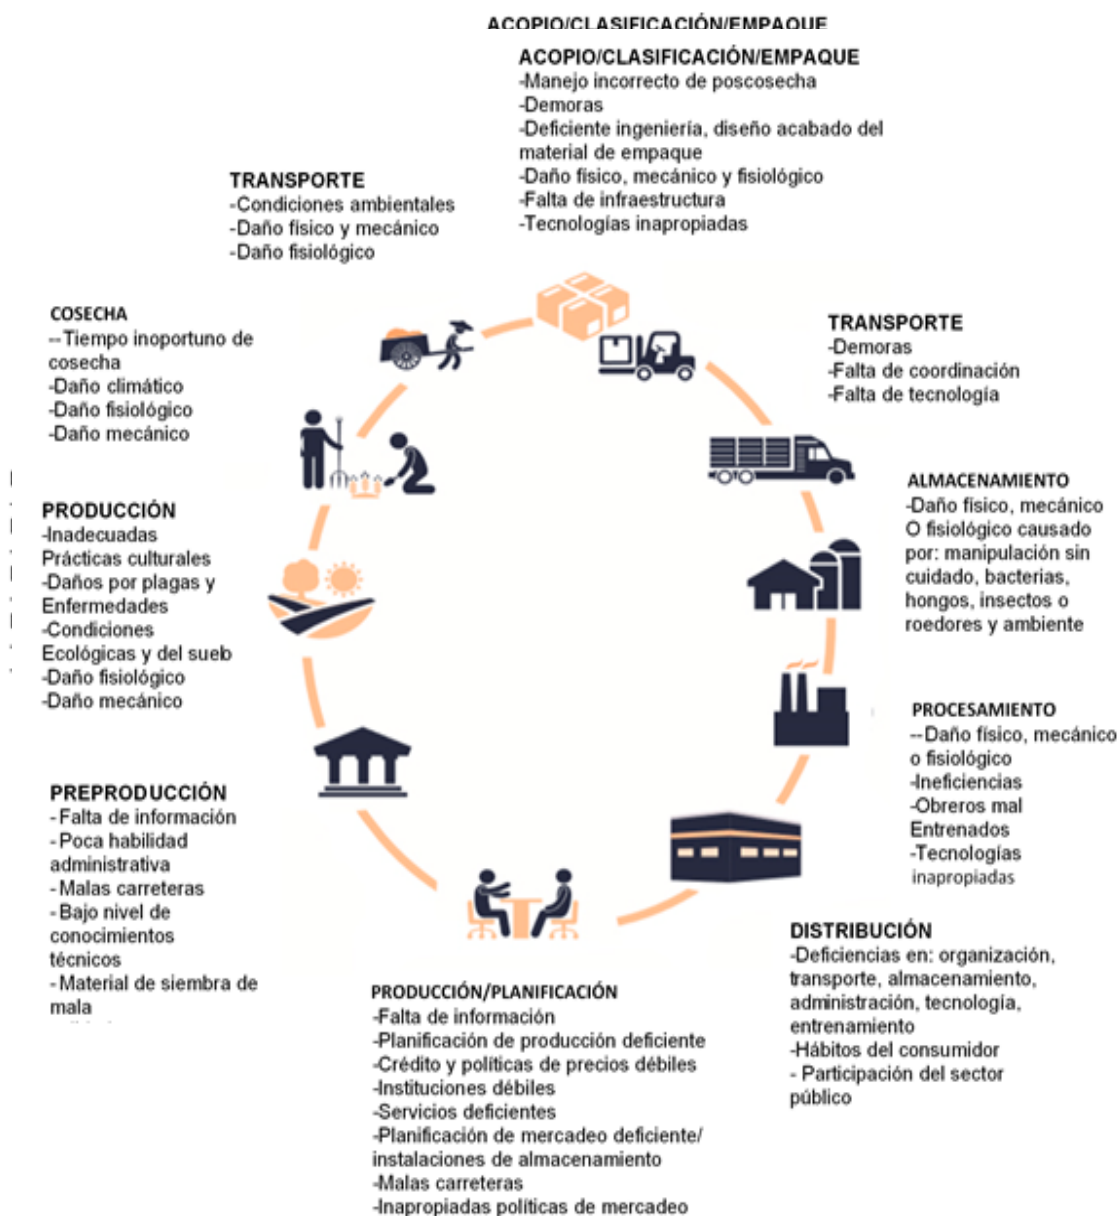 ACOPIO/CLASIFICACIÓN/EMPAQUE
ACOPIO/CLASIFICACIÓN/EMPAQUE
-Manejo incorrecto de poscosecha
-Demoras
-Deficiente ingeniería, diseño acabado del
material de empaque
-Daño físico, mecánico y fisiológico
-Falta de infraestructura
-Tecnologías inapropiadas
TRANSPORTE
-Condiciones ambientales
-Daño físico y mecánico
-Daño fisiológico
COSECHA
--Tiempo inoportuno de
cosecha
-Daño climático
-Daño fisiológico
-Daño mecánico
TRANSPORTE
-Demoras
-Falta de coordinación
-Falta de tecnología
ALMACENAMIENTO
-Daño físico, mecánico
O fisiológico causado
por: manipulación sin
cuidado, bacterias,
hongos, insectos o
roedores y ambiente
PRODUCCIÓN
-Inadecuadas
Prácticas culturales
-Daños por plagas y
Enfermedades
-Condiciones
Ecológicas y del suelo
-Daño fisiológico
-Daño mecánico
PROCESAMIENTO
--Daño físico, mecánico
o fisiológico
-Ineficiencias
-Obreros mal
Entrenados
-Tecnologías
inapropiadas
PREPRODUCCIÓN
- Falta de información
- Poca habilidad
administrativa
- Malas carreteras
- Bajo nivel de
conocimientos
técnicos
- Material de siembra de
mala
DISTRIBUCIÓN
-Deficiencias en: organización,
transporte, almacenamiento,
administración, tecnología,
entrenamiento
-Hábitos del consumidor
- Participación del sector
público
PRODUCCIÓN/PLANIFICACIÓN
-Falta de información
-Planificación de producción deficiente
-Crédito y políticas de precios débiles
-Instituciones débiles
-Servicios deficientes
-Planificación de mercadeo deficiente/
instalaciones de almacenamiento
-Malas carreteras
-Inapropiadas políticas de mercadeo